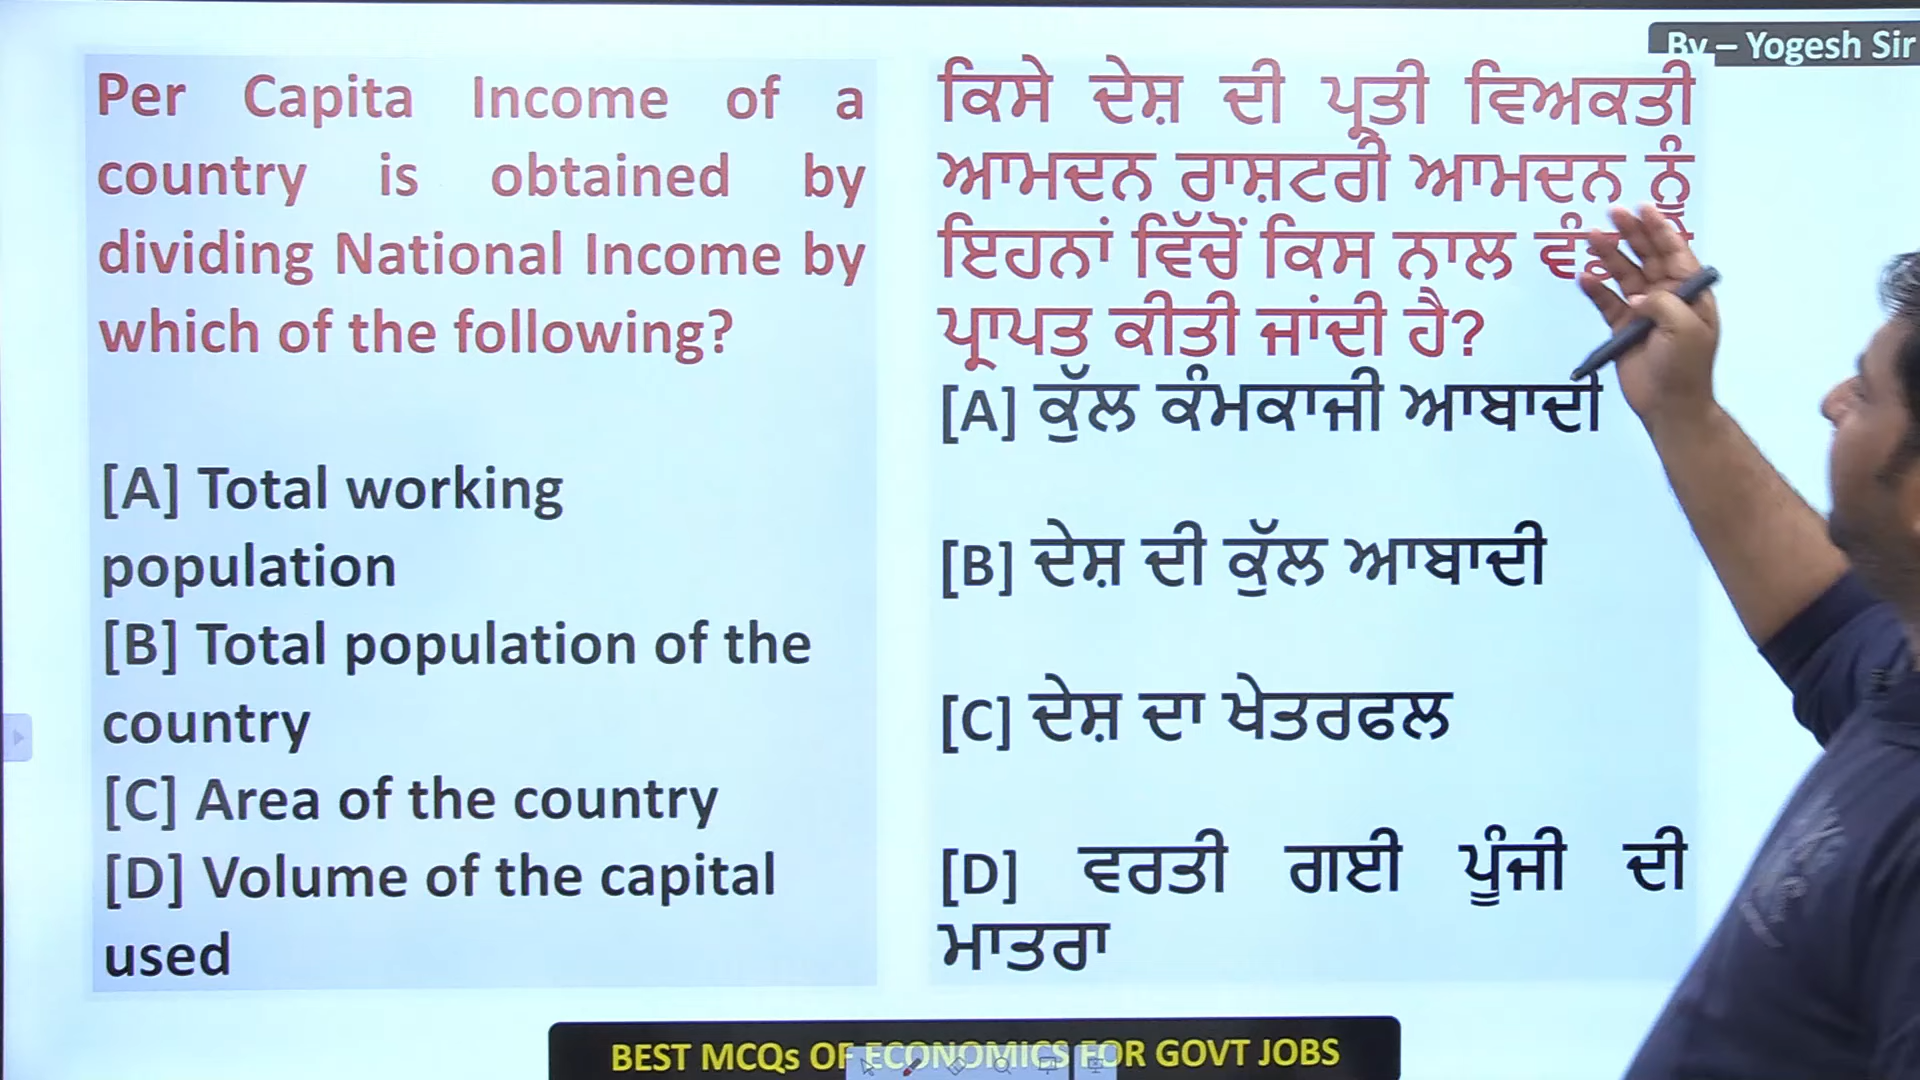 By – Yogesh Sir
Per Capita Income of a
country is obtained by
dividing National Income by
which of the following?
[A] Total working
population
[B] Total population of the
country
[C] Area of the country
[D] Volume of the capital
used
ਕਿਸੇ ਦੇਸ਼ ਦੀ ਪ੍ਰਤੀ ਵਿਅਕਤੀ
ਆਮਦਨ ਰਾਸ਼ਟਰੀ ਆਮਦਨ ਨੂੰ
ਇਹਨਾਂ ਵਿੱਚੋਂ ਕਿਸ ਨਾਲ
ਪ੍ਰਾਪਤ ਕੀਤੀ ਜਾਂਦੀ ਹੈ?
[A] ਕੁੱਲ ਕੰਮਕਾਜੀ ਆਬਾਦੀ
[B] ਦੇਸ਼ ਦੀ ਕੁੱਲ ਆਬਾਦੀ
[C] ਦੇਸ਼ ਦਾ ਖੇਤਰਫਲ
[D] ਵਰਤੀ ਗਈ ਪੂੰਜੀ ਦੀ
ਮਾਤਰਾ
BEST MCQs OF ECONOMICS FOR GOVT JOBS